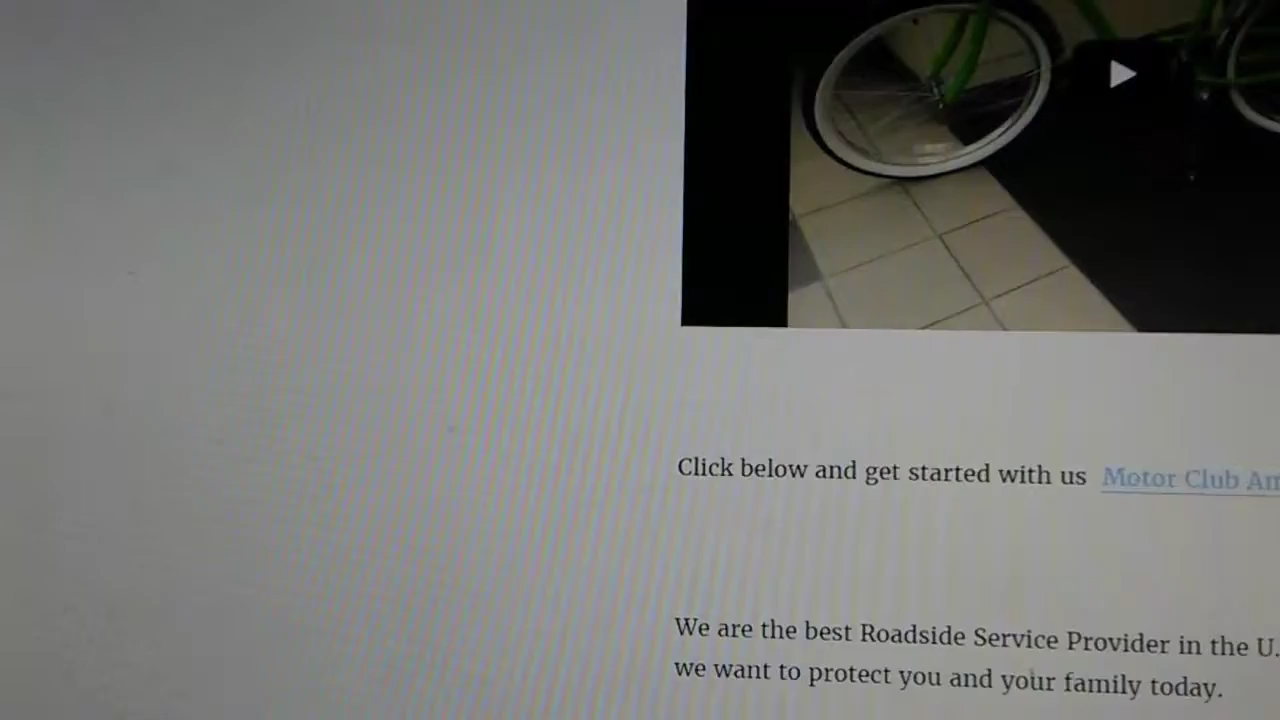 Click below and get started with us Motor Club Am
We are the best Roadside Service Provider in the U.
we want to protect you and your family today.